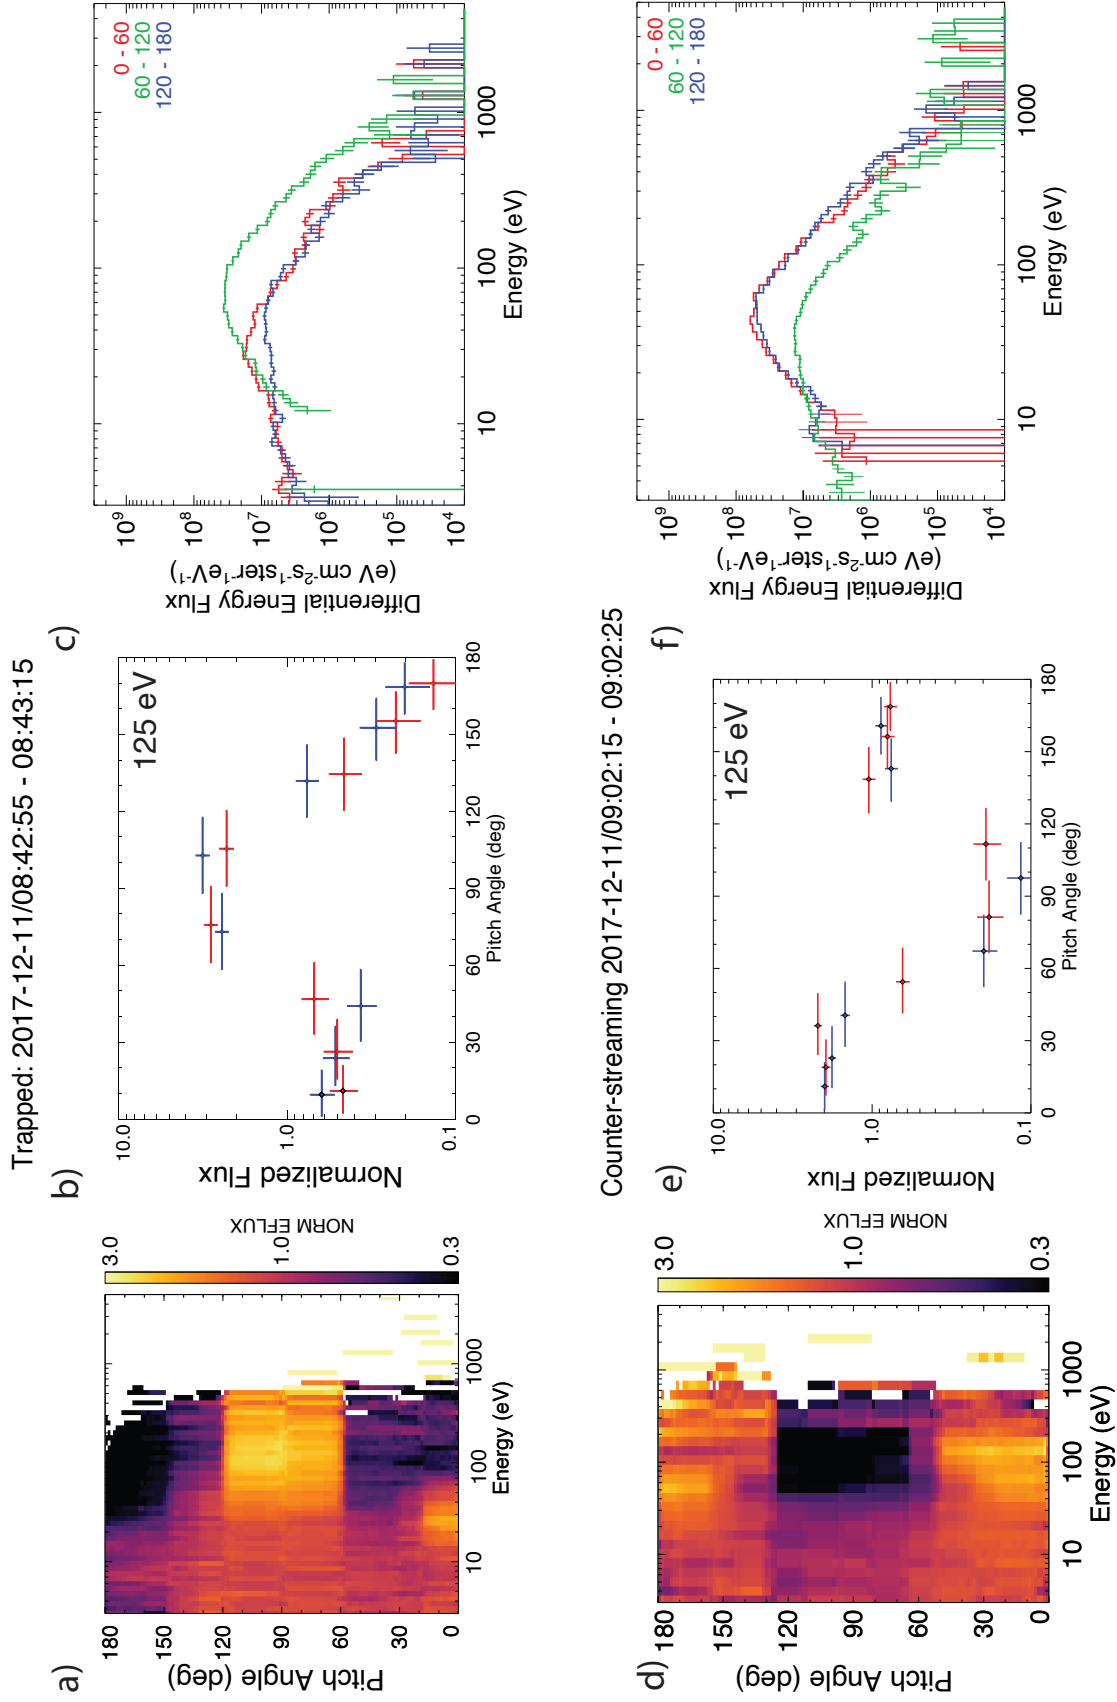 Trapped: 2017-12-11/08:42:55 - 08:43:15
a)
Pitch Angle (deg)
180
150
120
90
60
30
0
10
100
1000
Energy (eV)
3.0
1.0
0.3
NORM EFLUX
b)
125 eV
Normalized Flux
10.0
1.0
0.1
0
30
60
90
120
150
180
Pitch Angle (deg)
c)
0 - 60
60 - 120
120 - 180
Differential Energy Flux
(eV cm-2s-1ster-1eV-1)
10^9
10^8
10^7
10^6
10^5
10^4
10
100
1000
Energy (eV)
Counter-streaming 2017-12-11/09:02:15 - 09:02:25
d)
Pitch Angle (deg)
180
150
120
90
60
30
0
10
100
1000
Energy (eV)
3.0
1.0
0.3
NORM EFLUX
e)
125 eV
Normalized Flux
10.0
1.0
0.1
0
30
60
90
120
150
180
Pitch Angle (deg)
f)
0 - 60
60 - 120
120 - 180
Differential Energy Flux
(eV cm-2s-1ster-1eV-1)
10^9
10^8
10^7
10^6
10^5
10^4
10
100
1000
Energy (eV)